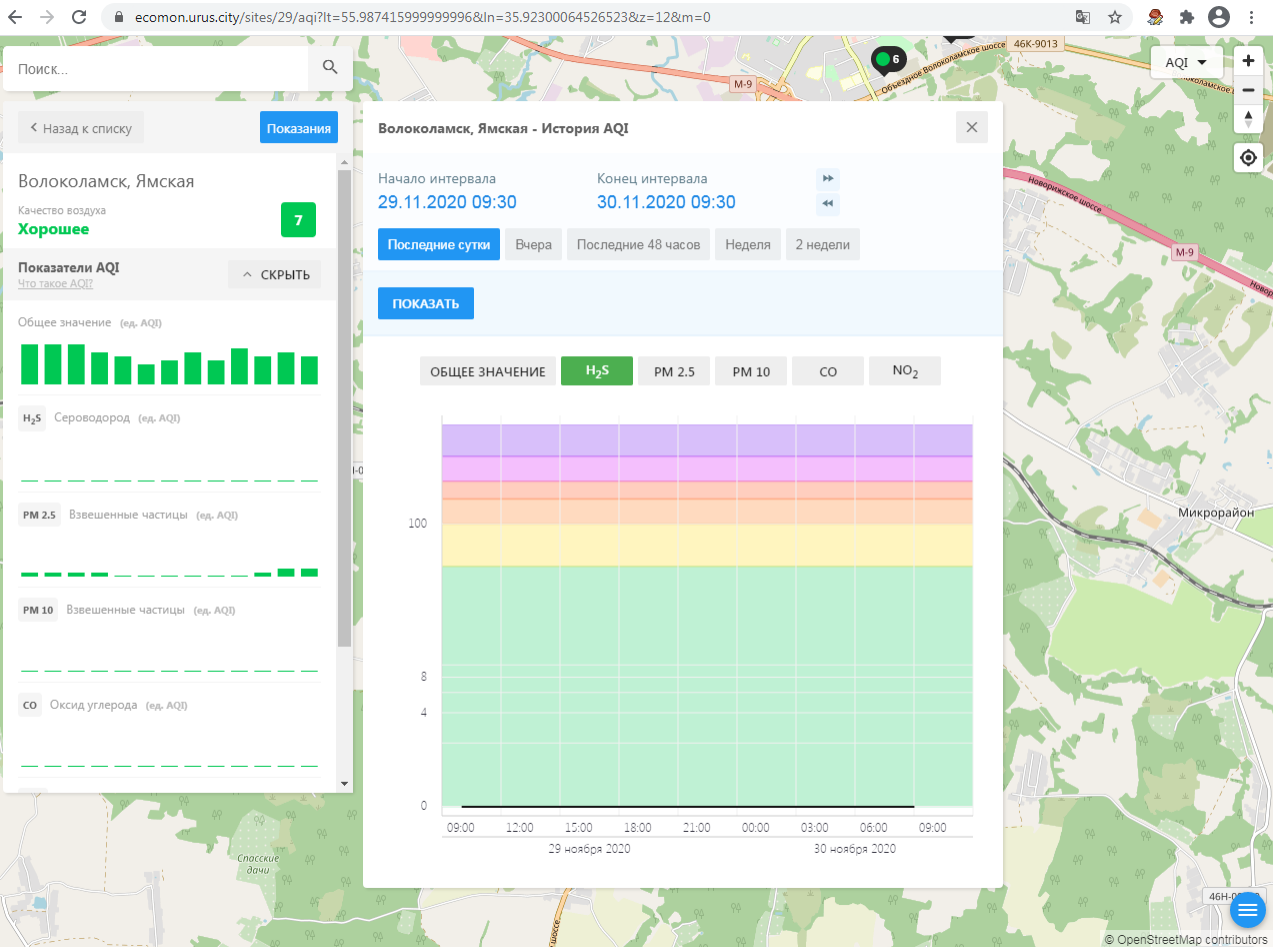 ecomon.urus.city/sites/29/aqi?lt=55.987415999999996&ln=35.92300064526523&z=12&m=0
Поиск...
46К-9013
6
Объездное Волоколамское шоссе
М-9
AQI
Назад к списку
Показания
Волоколамск, Ямская
Качество воздуха
Хорошее
7
Показатели AQI
Что такое AQI?
СКРЫТЬ
Общее значение (ед. AQI)
H2S Сероводород (ед. AQI)
PM 2.5 Взвешенные частицы (ед. AQI)
PM 10 Взвешенные частицы (ед. AQI)
CO Оксид углерода (ед. AQI)
Волоколамск, Ямская - История AQI
Начало интервала
29.11.2020 09:30
Конец интервала
30.11.2020 09:30
Последние сутки
Вчера
Последние 48 часов
Неделя
2 недели
ПОКАЗАТЬ
ОБЩЕЕ ЗНАЧЕНИЕ
H2S
PM 2.5
PM 10
CO
NO2
100
8
4
0
09:00 12:00 15:00 18:00 21:00 00:00 03:00 06:00 09:00
29 ноября 2020 30 ноября 2020
Новорижское шоссе
М-9
Микрорайон
Спасские
дачи
© OpenStreetMap contributors